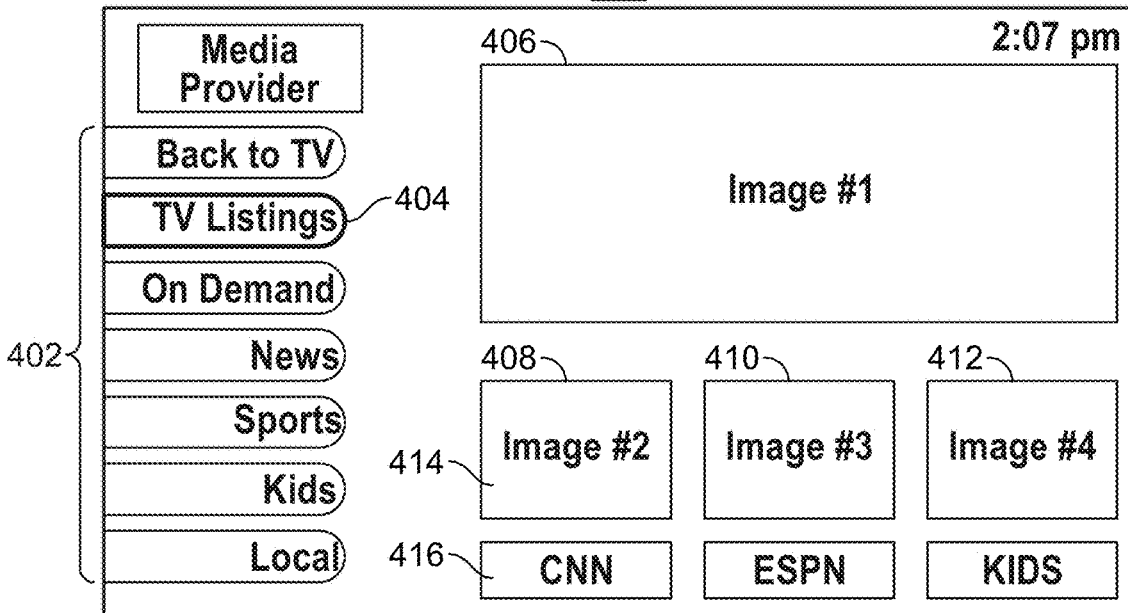 2:07 pm
Media
Provider
406
Back to TV
Image #1
TV Listings
404
On Demand
402
News
408
410
412
Sports
Image #2
Image #3
Image #4
414
Kids
Local
416
CNN
ESPN
KIDS